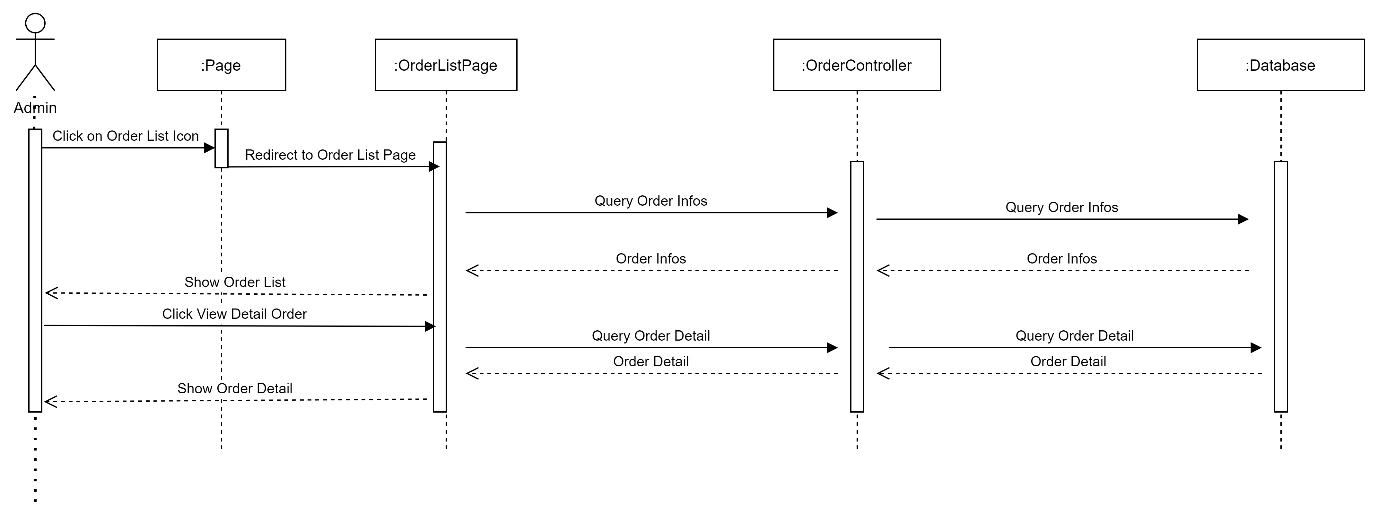 :Page
:OrderListPage
:OrderController
:Database
Admin
Click on Order List Icon
Redirect to Order List Page
Query Order Infos
Query Order Infos
Order Infos
Order Infos
Show Order List
Click View Detail Order
Query Order Detail
Query Order Detail
Order Detail
Order Detail
Show Order Detail